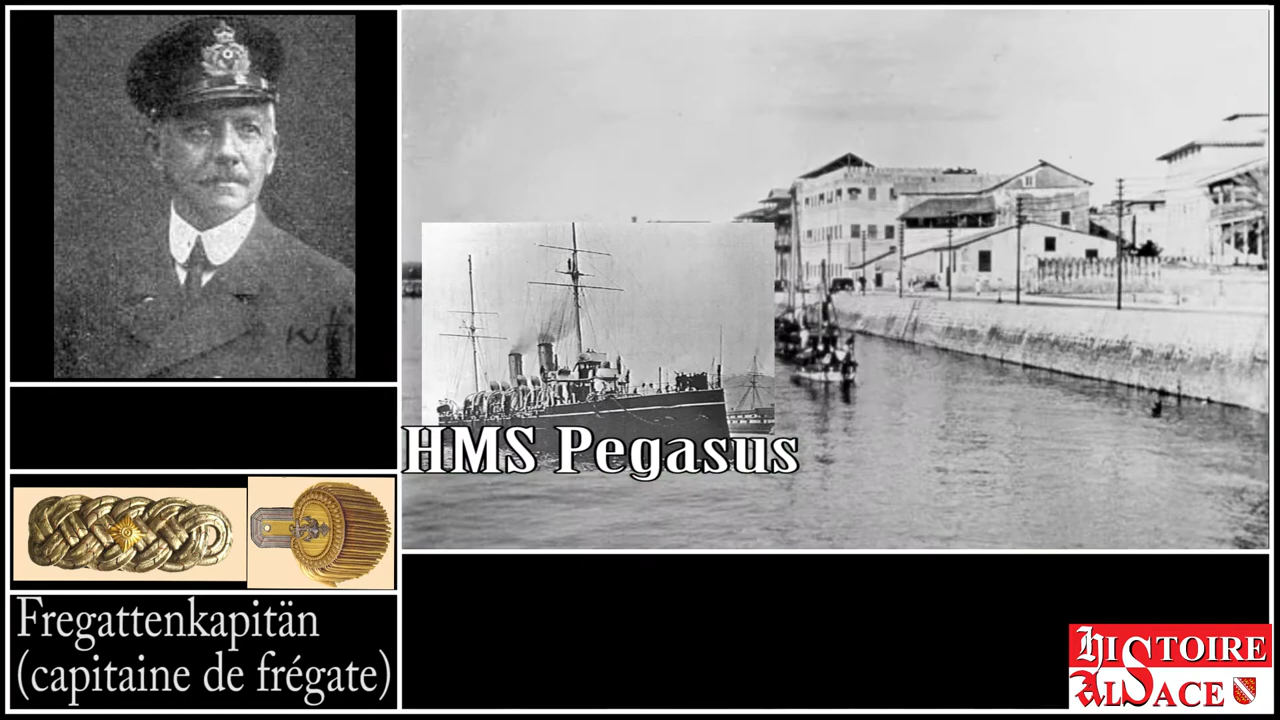 HMS Pegasus
Fregattenkapitän
(capitaine de frégate)
HISTOIRE
ALSACE